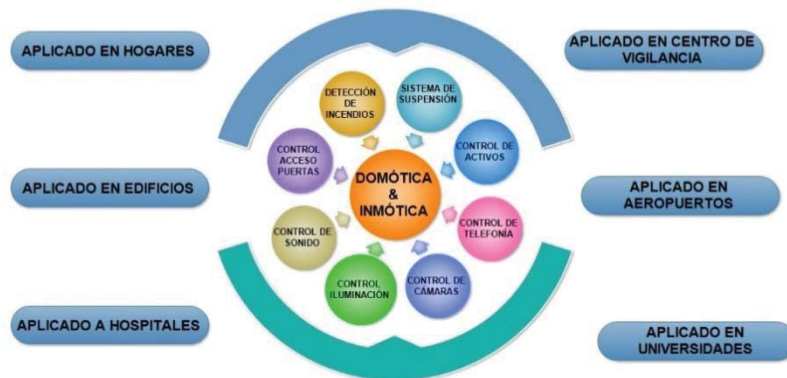 APLICADO EN HOGARES
APLICADO EN CENTRO DE
VIGILANCIA
DETECCIÓN
DE
INCENDIOS
SISTEMA DE
SUSPENSIÓN
CONTROL
ACCESO
PUERTAS
CONTROL DE
ACTIVOS
DOMÓTICA
&
INMÓTICA
APLICADO EN EDIFICIOS
APLICADO EN
AEROPUERTOS
CONTROL DE
SONIDO
CONTROL DE
TELEFONÍA
CONTROL
ILUMINACIÓN
CONTROL DE
CÁMARAS
APLICADO A HOSPITALES
APLICADO EN
UNIVERSIDADES